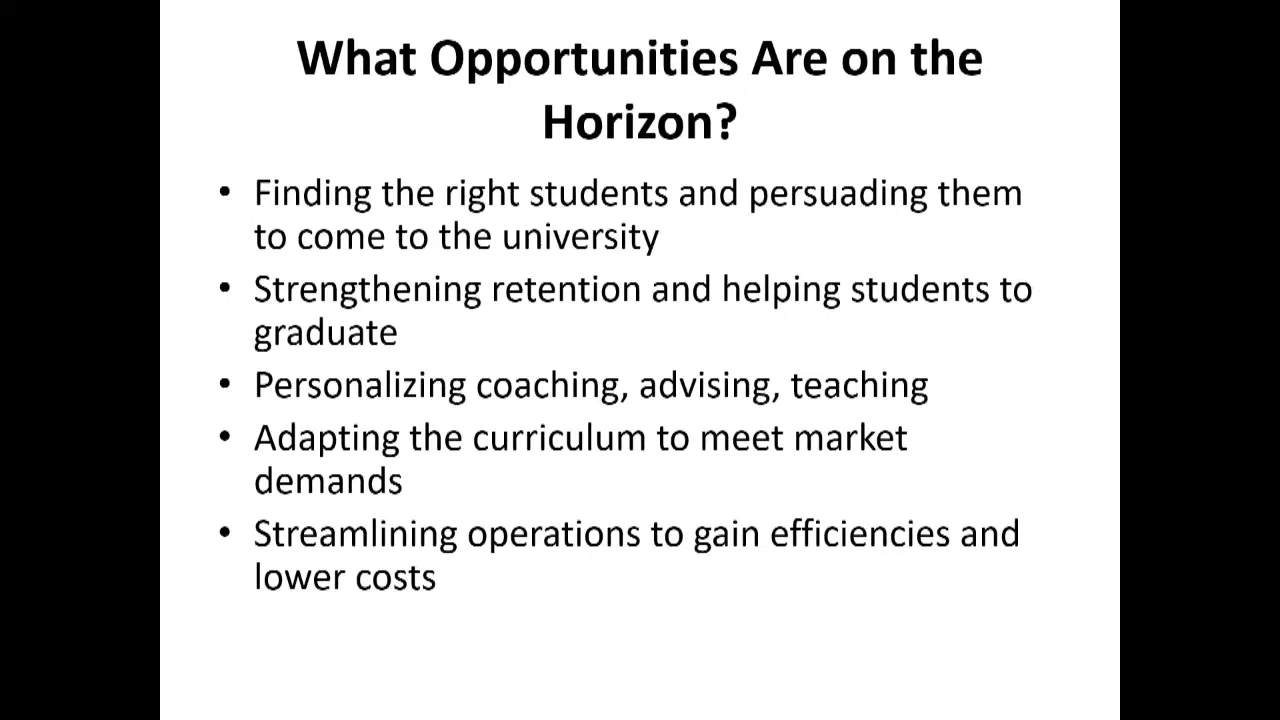 What Opportunities Are on the
Horizon?
• Finding the right students and persuading them
to come to the university
• Strengthening retention and helping students to
graduate
• Personalizing coaching, advising, teaching
• Adapting the curriculum to meet market
demands
• Streamlining operations to gain efficiencies and
lower costs